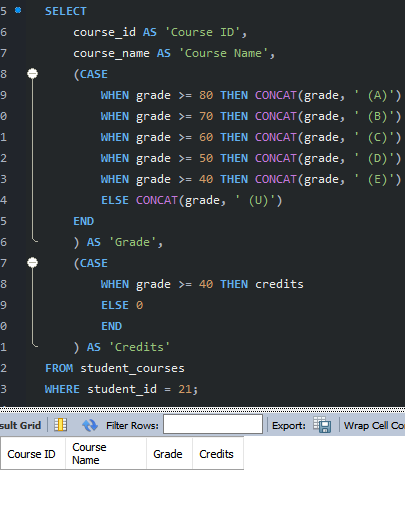 5 SELECT
6 course_id AS 'Course ID',
7 course_name AS 'Course Name',
8 (CASE
9 WHEN grade >= 80 THEN CONCAT(grade, ' (A)')
0 WHEN grade >= 70 THEN CONCAT(grade, ' (B)')
1 WHEN grade >= 60 THEN CONCAT(grade, ' (C)')
2 WHEN grade >= 50 THEN CONCAT(grade, ' (D)')
3 WHEN grade >= 40 THEN CONCAT(grade, ' (E)')
4 ELSE CONCAT(grade, ' (U)')
5 END
6 ) AS 'Grade',
7 (CASE
8 WHEN grade >= 40 THEN credits
9 ELSE 0
0 END
1 ) AS 'Credits'
2 FROM student_courses
3 WHERE student_id = 21;
sult Grid Filter Rows: Export: Wrap Cell Con
Course ID Course Name Grade Credits